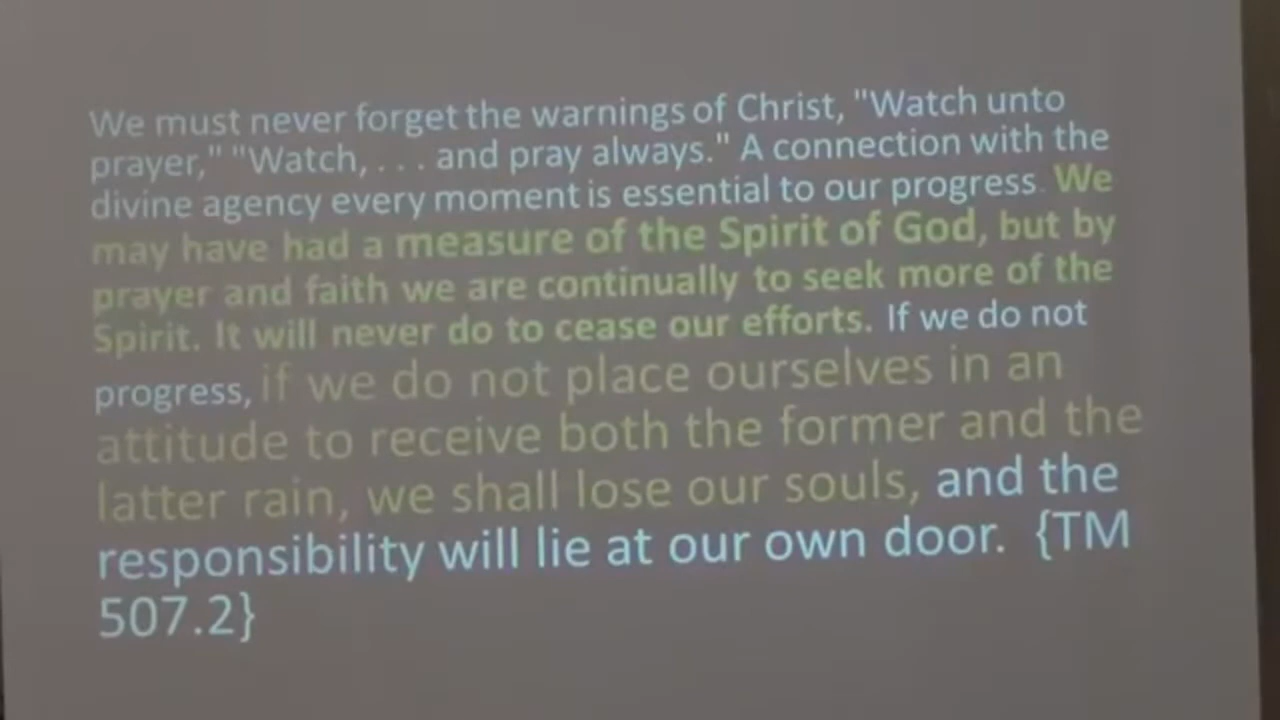 We must never forget the warnings of Christ, "Watch unto
prayer," "Watch, . . . and pray always." A connection with the
divine agency every moment is essential to our progress. We
may have had a measure of the Spirit of God, but by
prayer and faith we are continually to seek more of the
Spirit. It will never do to cease our efforts. If we do not
progress, if we do not place ourselves in an
attitude to receive both the former and the
latter rain, we shall lose our souls, and the
responsibility will lie at our own door. {TM
507.2}